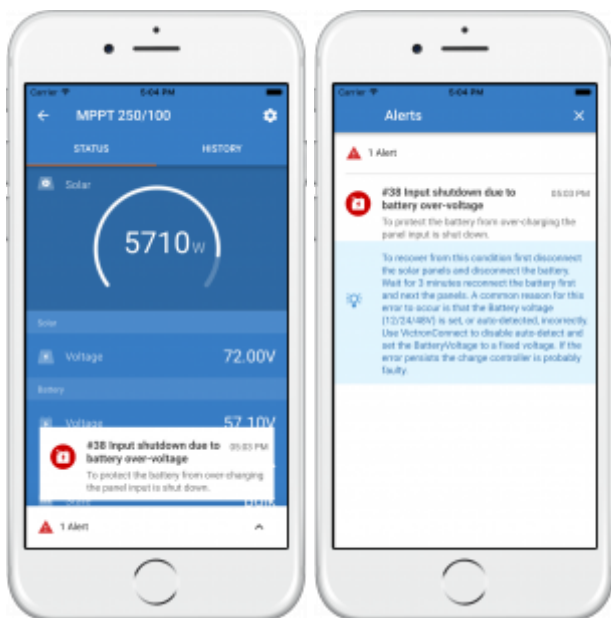 Carrier 5:04 PM
MPPT 250/100
STATUS HISTORY
Solar
5710W
Solar
Voltage 72.00V
Battery
Voltage 57.10V
#38 Input shutdown due to 05:03 PM
battery over-voltage
To protect the battery from over-charging
the panel input is shut down.
1 Alert
Carrier 5:04 PM
Alerts
1 Alert
#38 Input shutdown due to 05:03 PM
battery over-voltage
To protect the battery from over-charging the
panel input is shut down.
To recover from this condition first disconnect
the solar panels and disconnect the battery.
Wait for 3 minutes reconnect the battery first
and next the panels. A common reason for this
error to occur is that the Battery voltage
(12/24/48V) is set, or auto-detected, incorrectly.
Use VictronConnect to disable auto-detect and
set the BatteryVoltage to a fixed voltage. If the
error persists the charge controller is probably
faulty.